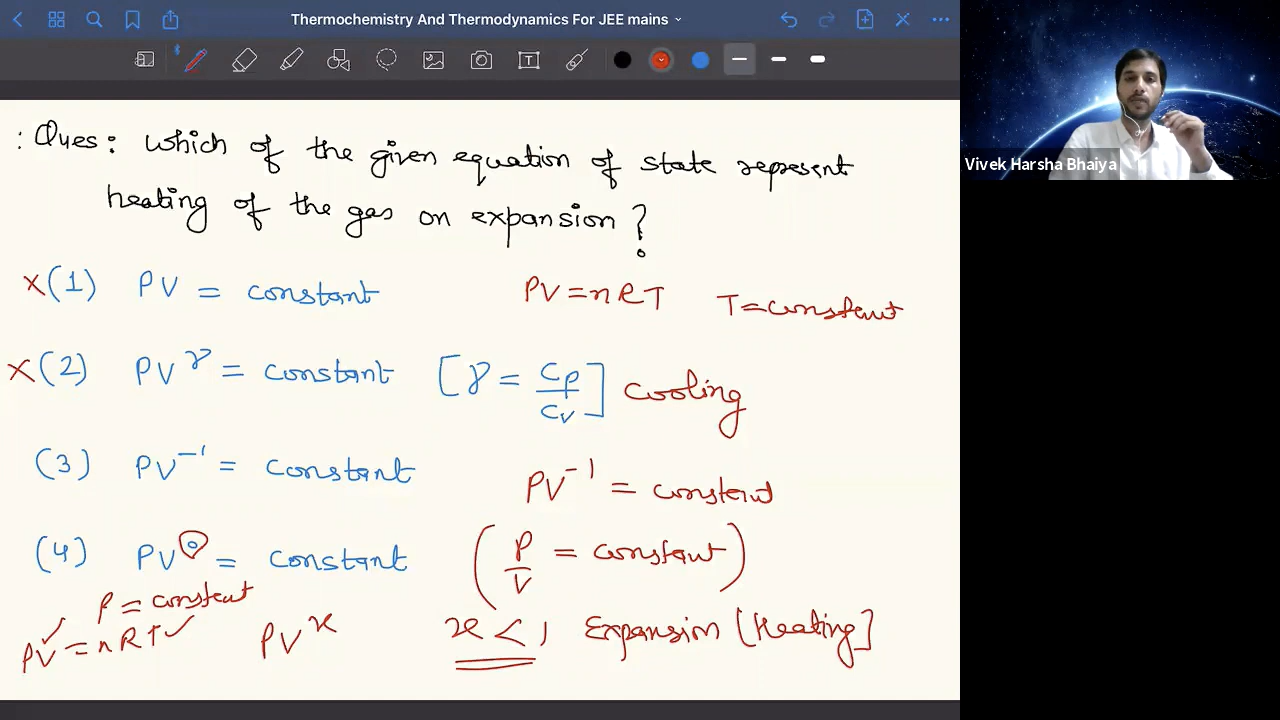 Thermochemistry And Thermodynamics For JEE mains
T
Vivek Harsha Bhaiya
: Ques : Which of the given equation of state represent
heating of the gas on expansion ?
x (1) PV = constant PV = nRT T = constant
x (2) PV^γ = constant [γ = Cp/Cv] cooling
(3) PV^-1 = constant PV^-1 = constant
(4) PV^0 = constant (P/V = constant)
P = constant
PV = nRT PV^x x < 1 Expansion [Heating]